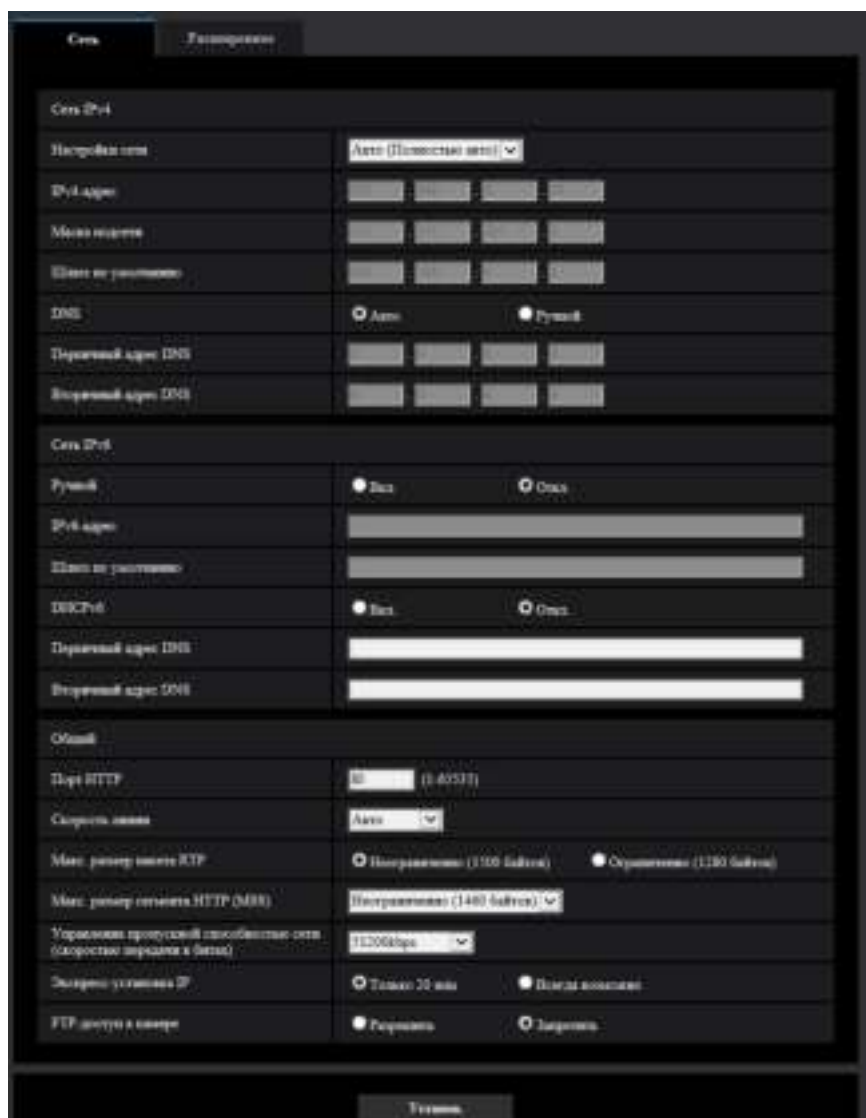 Сеть Расширенное
Сеть IPv4
Настройки сети Авто (Полностью авто)
IPv4 адрес
Маска подсети
Шлюз по умолчанию
DNS Авто Ручной
Первичный адрес DNS
Вторичный адрес DNS
Сеть IPv6
Ручной Вкл. Откл.
IPv6 адрес
Шлюз по умолчанию
DHCPv6 Вкл. Откл.
Первичный адрес DNS
Вторичный адрес DNS
Общий
Порт HTTP 80 (1-65535)
Скорость линии Авто
Макс. размер пакета RTP Неограниченно (1500 байтов) Ограниченно (1280 байтов)
Макс. размер сегмента HTTP (MSS) Неограниченно (1460 байтов)
Управление пропускной способностью сети 51200kbps
(скоростью передачи в битах)
Экспресс-установка IP Только 20 мин Всегда
FTP доступ к камере Разрешить Запретить
Установ.